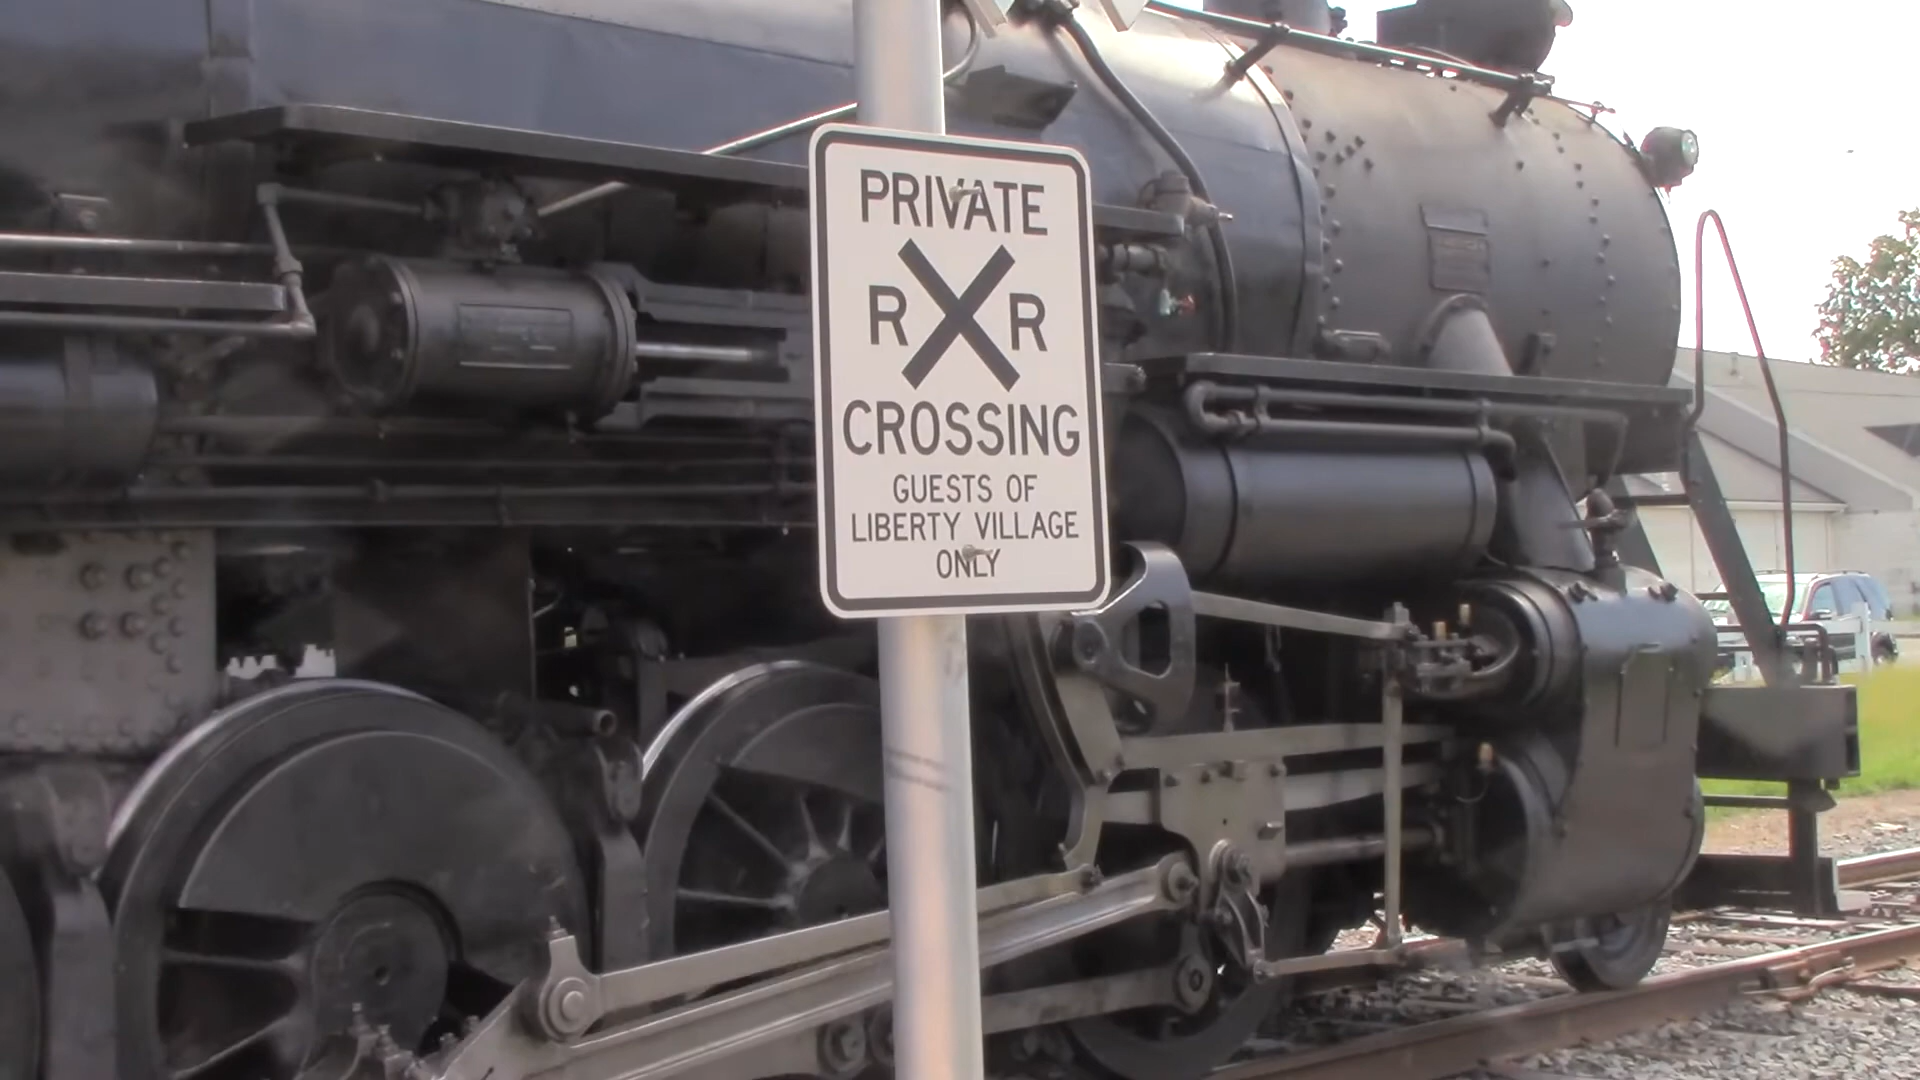 PRIVATE
R X R
CROSSING
GUESTS OF
LIBERTY VILLAGE
ONLY